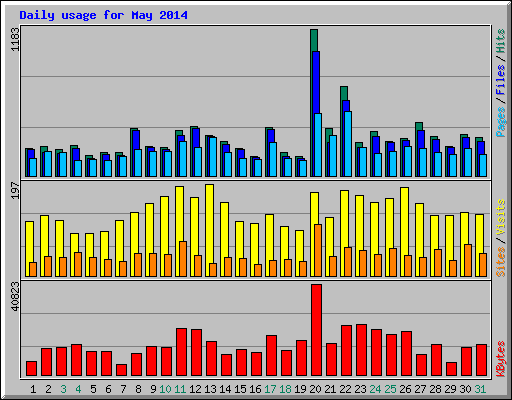 Daily usage for May 2014
1183
Pages / Files / Hits
197
Sites / Visits
40823
KBytes
1 2 3 4 5 6 7 8 9 10 11 12 13 14 15 16 17 18 19 20 21 22 23 24 25 26 27 28 29 30 31